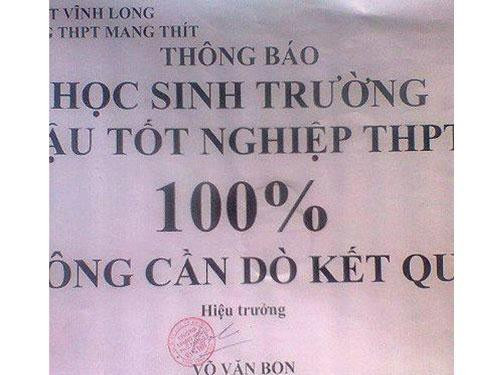 T VĨNH LONG
G THPT MANG THÍT
THÔNG BÁO
HỌC SINH TRƯỜNG
ẬU TỐT NGHIỆP THPT
100%
ÔNG CẦN DÒ KẾT QU
Hiệu trưởng
VÕ VĂN BON